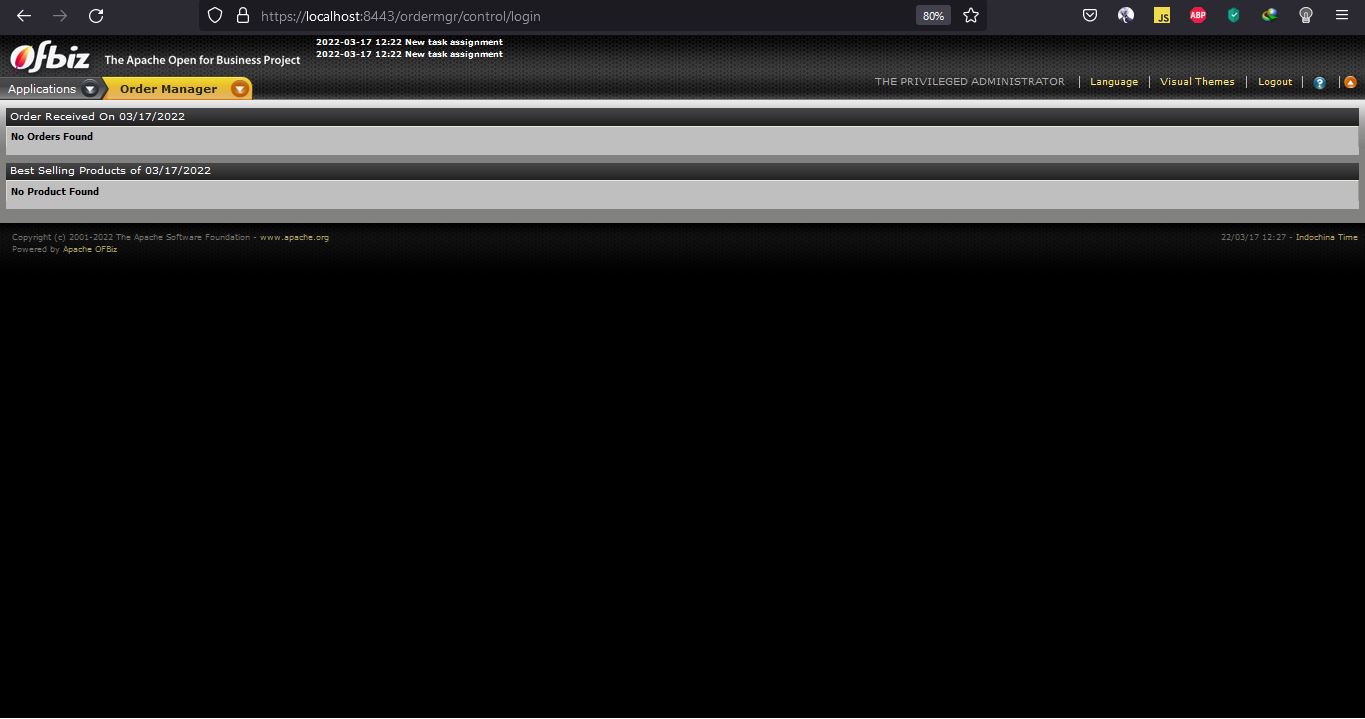 https://localhost:8443/ordermgr/control/login
80%
JS
ABP
Ofbiz
The Apache Open for Business Project
2022-03-17 12:22 New task assignment
2022-03-17 12:22 New task assignment
Applications
Order Manager
THE PRIVILEGED ADMINISTRATOR
Language
Visual Themes
Logout
?
Order Received On 03/17/2022
No Orders Found
Best Selling Products of 03/17/2022
No Product Found
Copyright (c) 2001-2022 The Apache Software Foundation - www.apache.org
Powered by Apache OFBiz
22/03/17 12:27 - Indochina Time